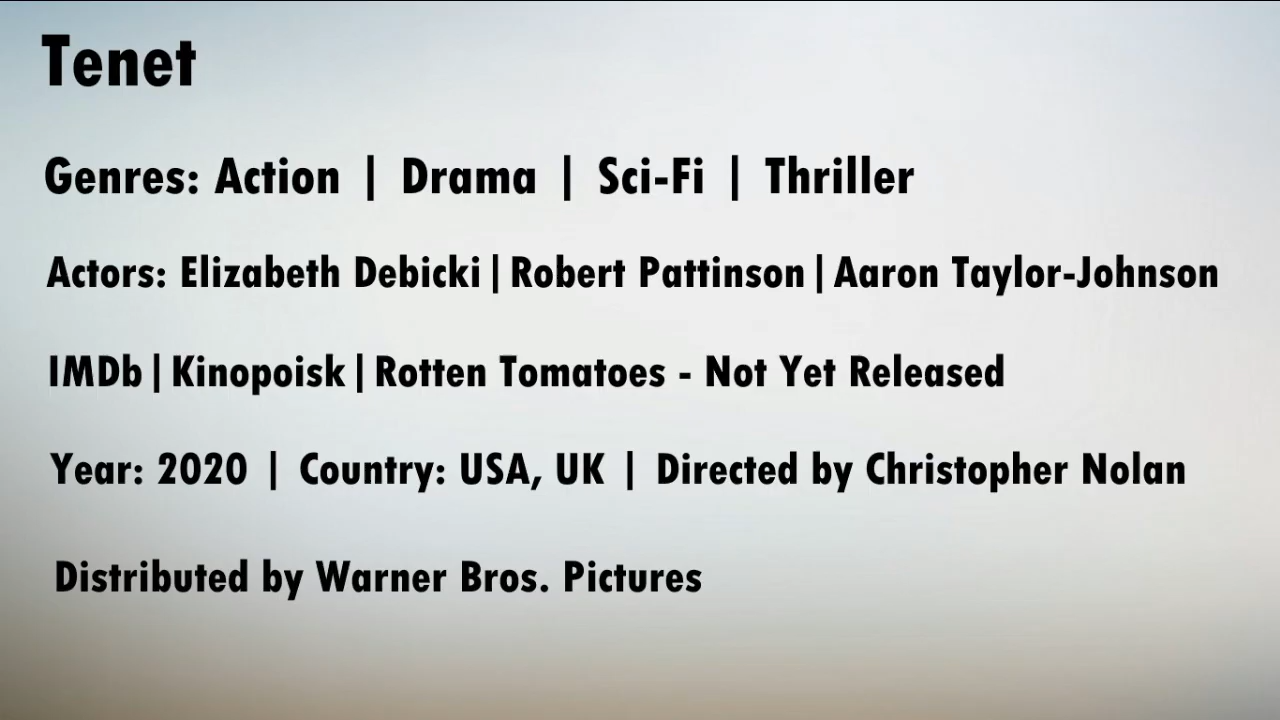 Tenet
Genres: Action | Drama | Sci-Fi | Thriller
Actors: Elizabeth Debicki|Robert Pattinson|Aaron Taylor-Johnson
IMDb|Kinopoisk|Rotten Tomatoes - Not Yet Released
Year: 2020 | Country: USA, UK | Directed by Christopher Nolan
Distributed by Warner Bros. Pictures